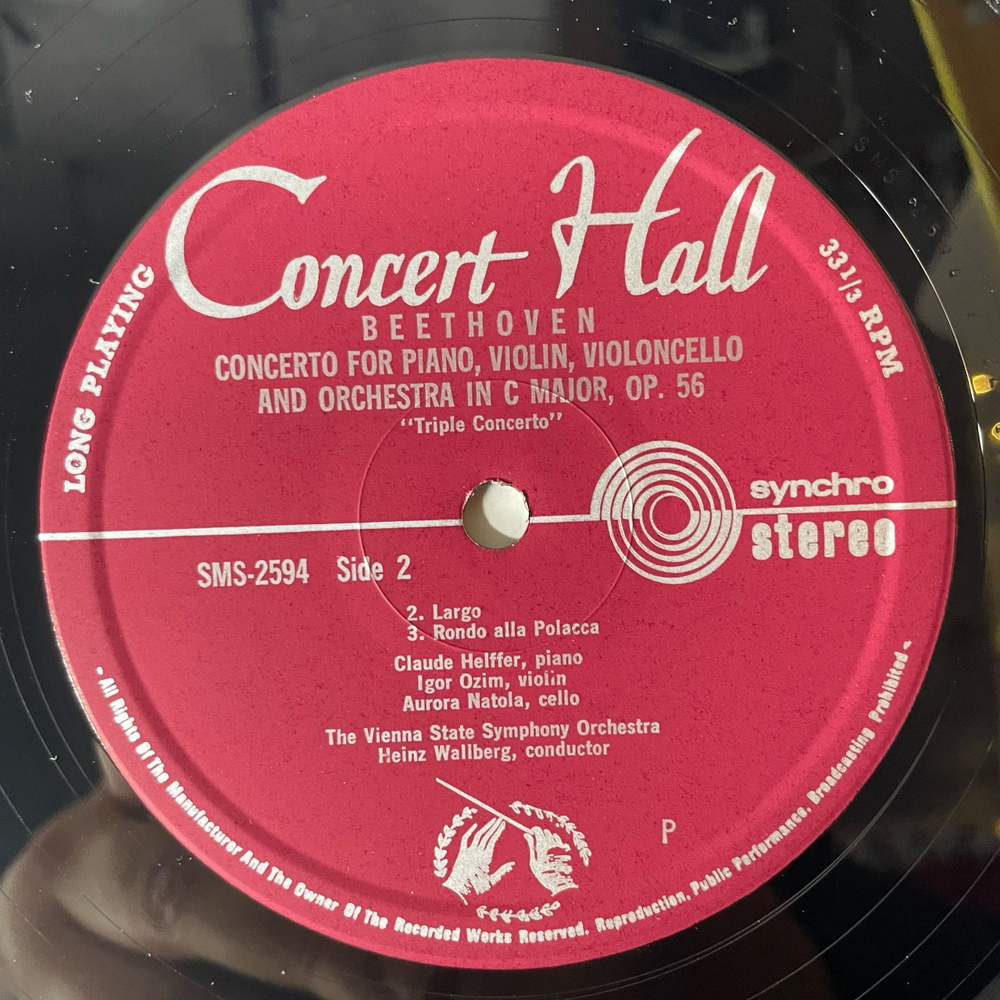 Concert Hall
LONG PLAYING
33 1/3 RPM
BEETHOVEN
CONCERTO FOR PIANO, VIOLIN, VIOLONCELLO
AND ORCHESTRA IN C MAJOR, OP. 56
"Triple Concerto"
synchro
stereo
SMS-2594 Side 2
2. Largo
3. Rondo alla Polacca
Claude Helffer, piano
Igor Ozim, violin
Aurora Natola, cello
The Vienna State Symphony Orchestra
Heinz Wallberg, conductor
P
- All Rights Of The Manufacturer And The Owner Of The Recorded Works Reserved. Reproduction, Public Performance, Broadcasting Prohibited -